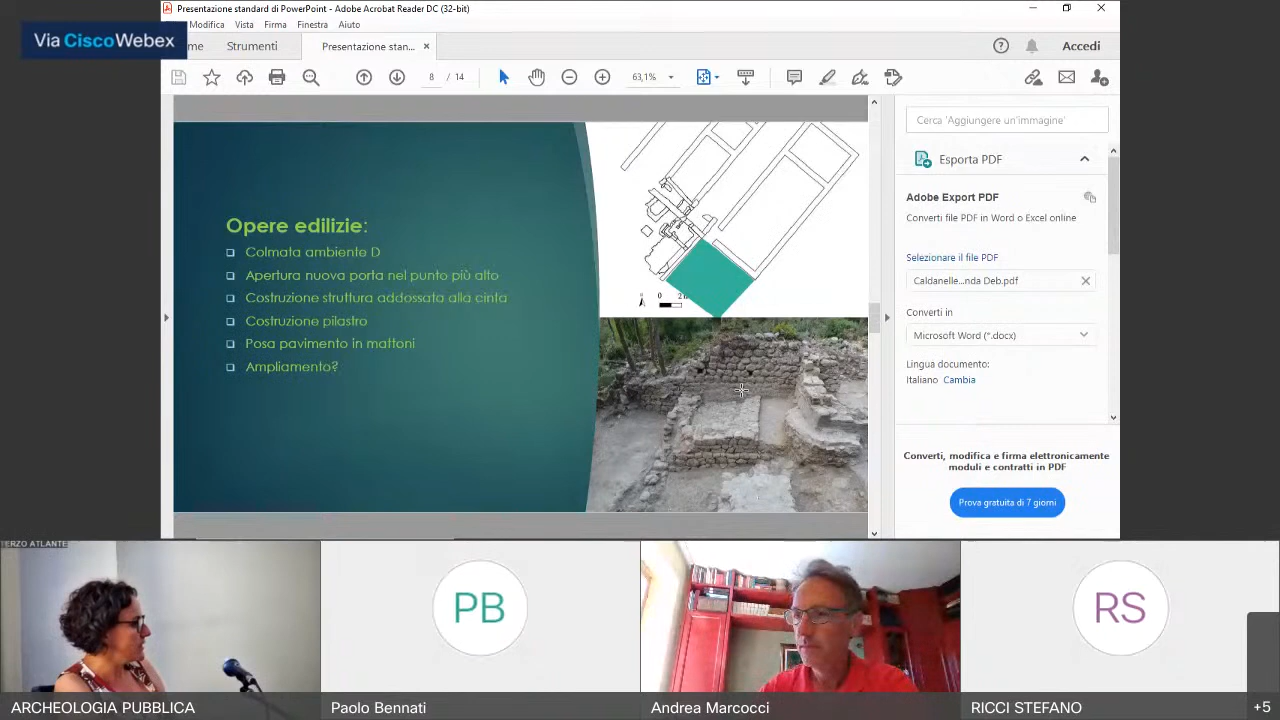 Presentazione standard di PowerPoint - Adobe Acrobat Reader DC (32-bit)
Modifica Vista Firma Finestra Aiuto
Via CiscoWebex
me Strumenti Presentazione stan... × Accedi
8 / 14 63,1%
Cerca 'Aggiungere un'immagine'
Esporta PDF
Adobe Export PDF
Converti file PDF in Word o Excel online
Selezionare il file PDF
Caldanelle...nda Deb.pdf
Converti in
Microsoft Word (*.docx)
Lingua documento:
Italiano Cambia
Converti, modifica e firma elettronicamente
moduli e contratti in PDF
Prova gratuita di 7 giorni
Opere edilizie:
Colmata ambiente D
Apertura nuova porta nel punto più alto
Costruzione struttura addossata alla cinta
Costruzione pilastro
Posa pavimento in mattoni
Ampliamento?
0
TERZO ATLANTE
PB
RS
ARCHEOLOGIA PUBBLICA
Paolo Bennati
Andrea Marcocci
RICCI STEFANO
+5